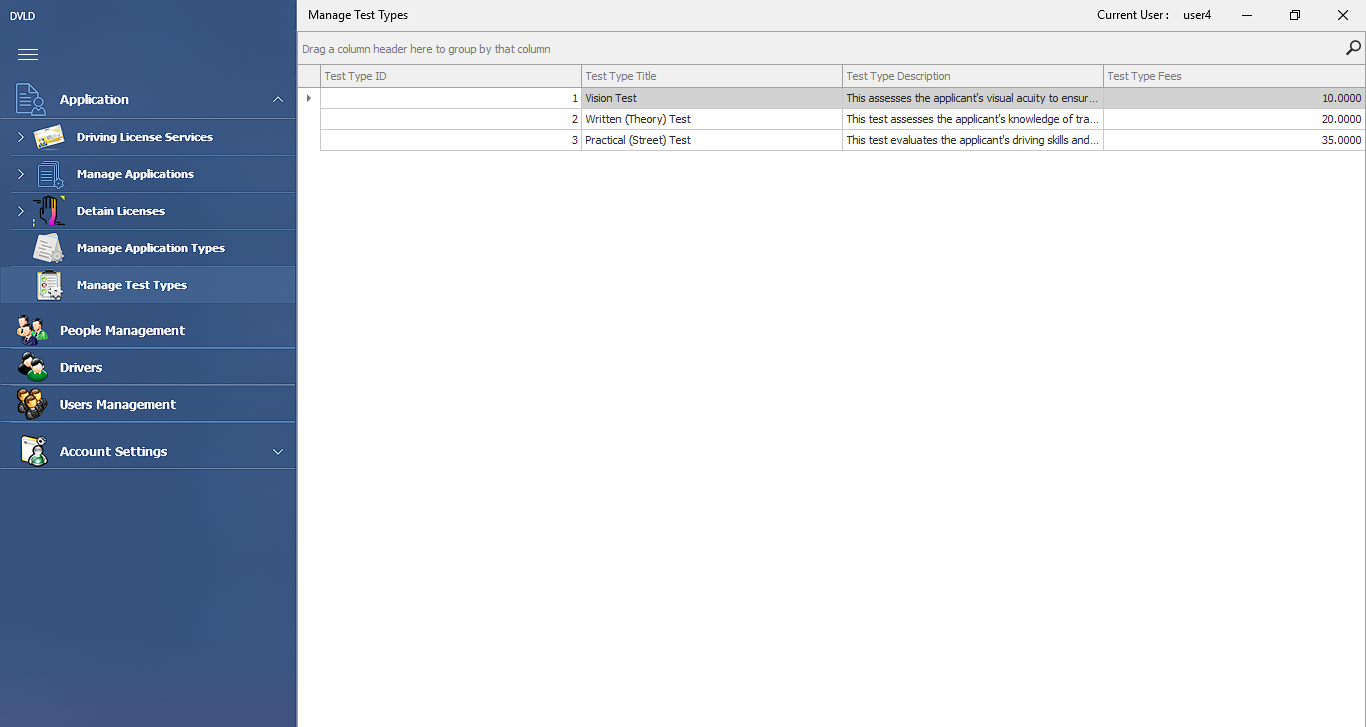 DVLD
Manage Test Types
Current User :
user4
Application
Driving License Services
Manage Applications
Detain Licenses
Manage Application Types
Manage Test Types
People Management
Drivers
Users Management
Account Settings
Drag a column header here to group by that column
Test Type ID Test Type Title Test Type Description Test Type Fees
1 Vision Test This assesses the applicant's visual acuity to ensur... 10.0000
2 Written (Theory) Test This test assesses the applicant's knowledge of tra... 20.0000
3 Practical (Street) Test This test evaluates the applicant's driving skills and... 35.0000